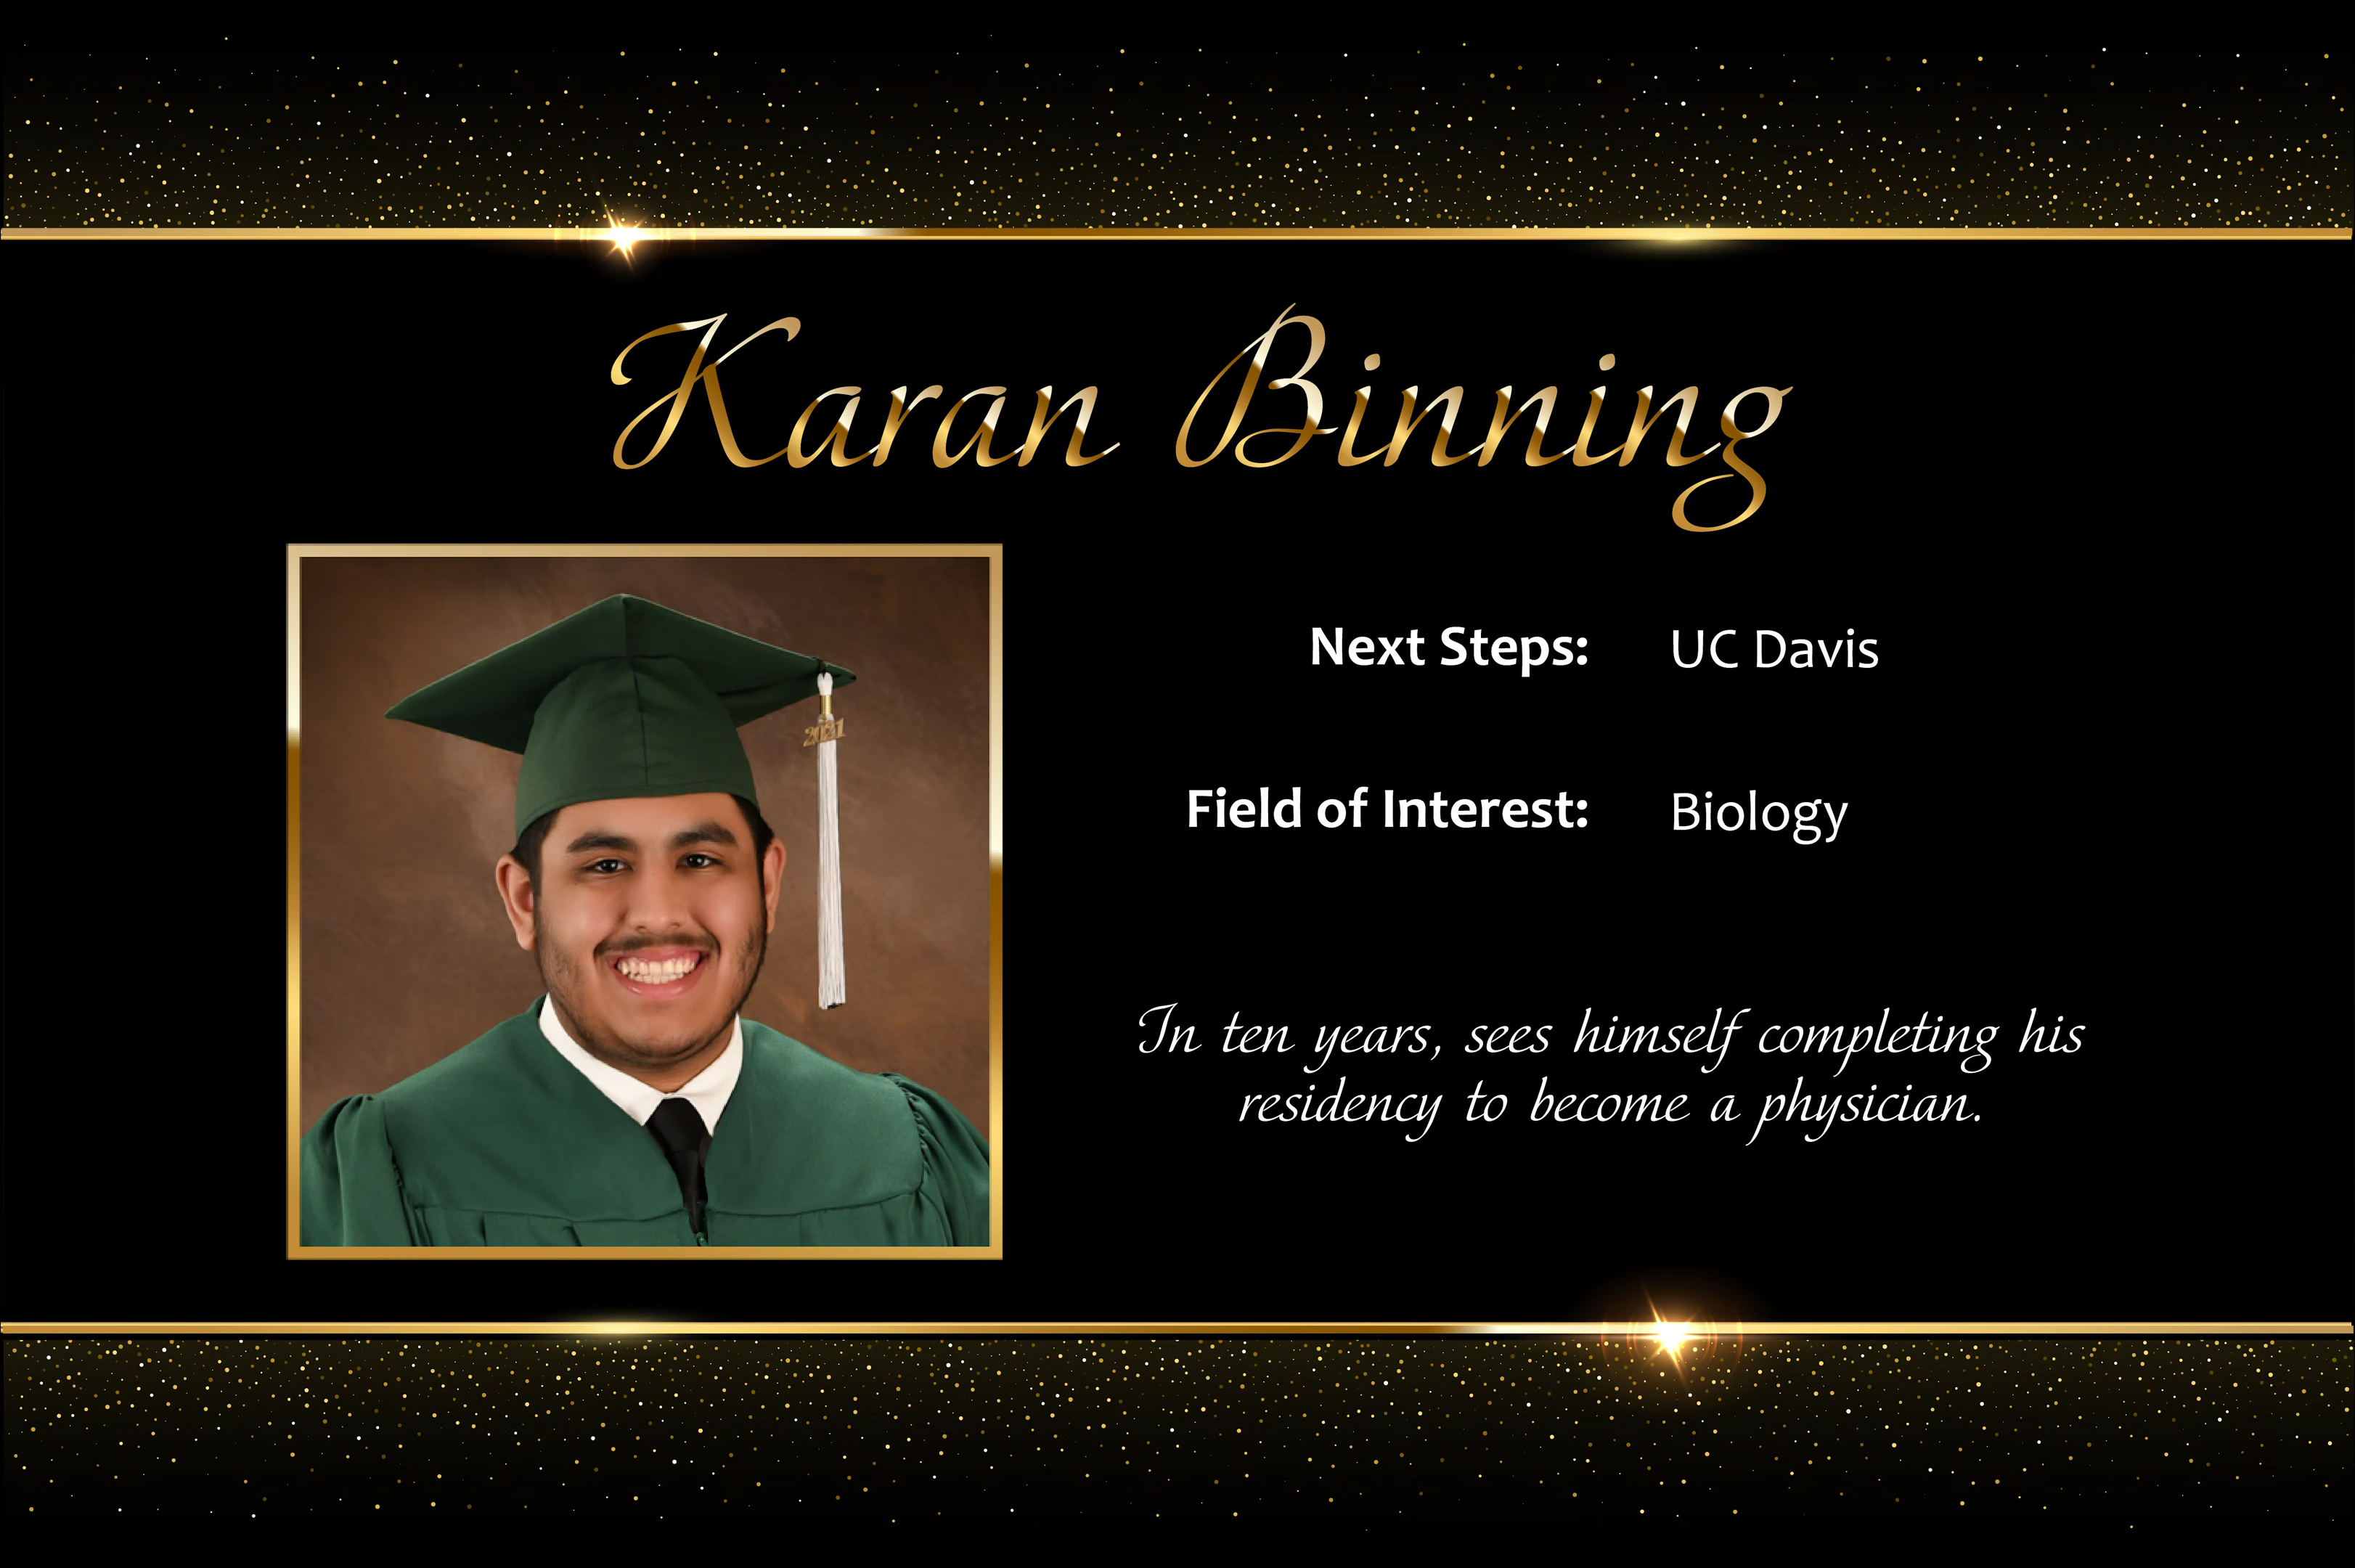 Karan Binning
2021
Next Steps: UC Davis
Field of Interest: Biology
In ten years, sees himself completing his
residency to become a physician.